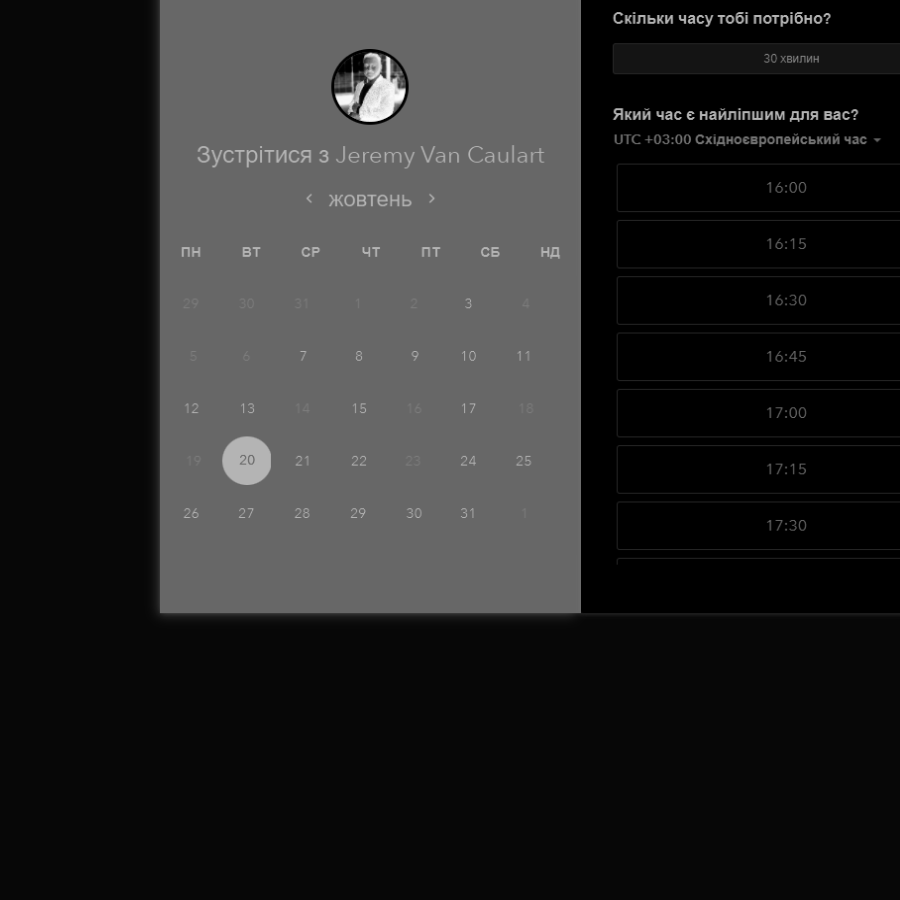 Зустрітися з Jeremy Van Caulart
жовтень
ПН ВТ СР ЧТ ПТ СБ НД
29 30 31 1 2 3 4
5 6 7 8 9 10 11
12 13 14 15 16 17 18
19 20 21 22 23 24 25
26 27 28 29 30 31 1
Скільки часу тобі потрібно?
30 хвилин
Який час є найліпшим для вас?
UTC +03:00 Східноєвропейський час
16:00
16:15
16:30
16:45
17:00
17:15
17:30